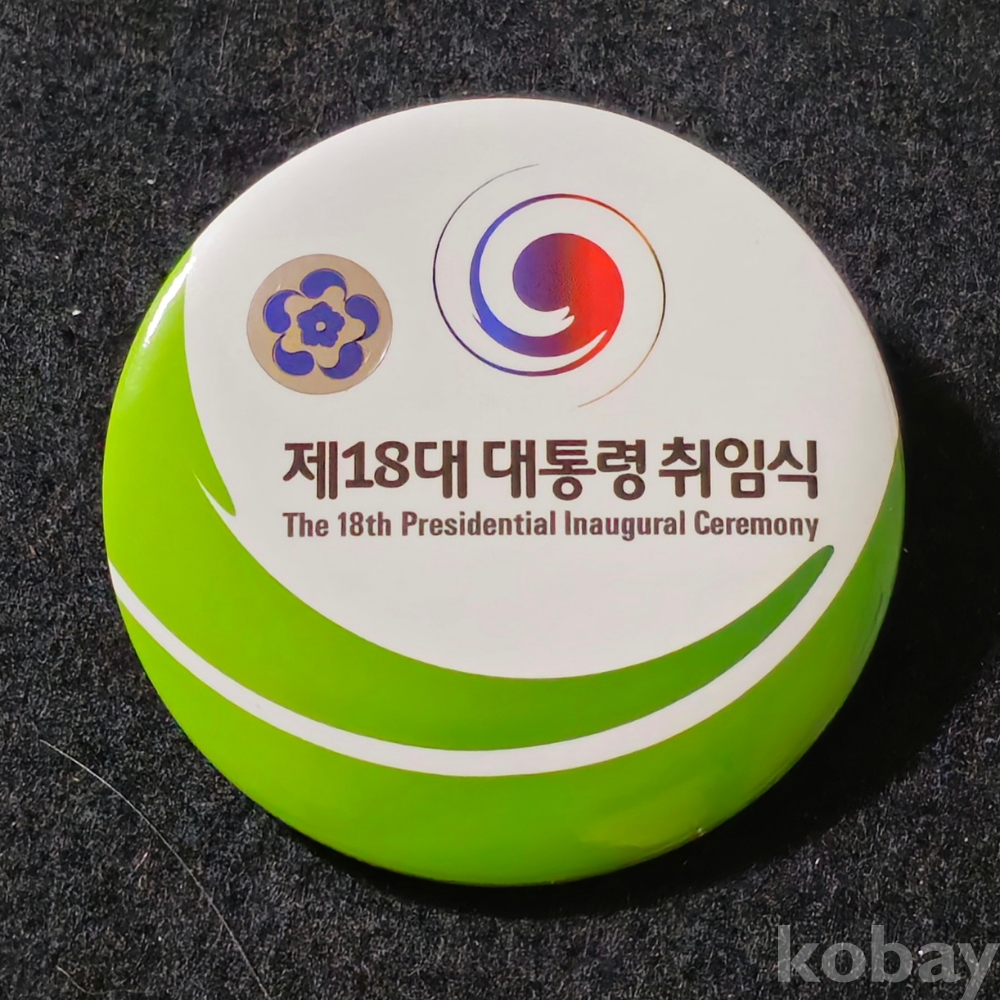 제18대 대통령 취임식
The 18th Presidential Inaugural Ceremony
kobay